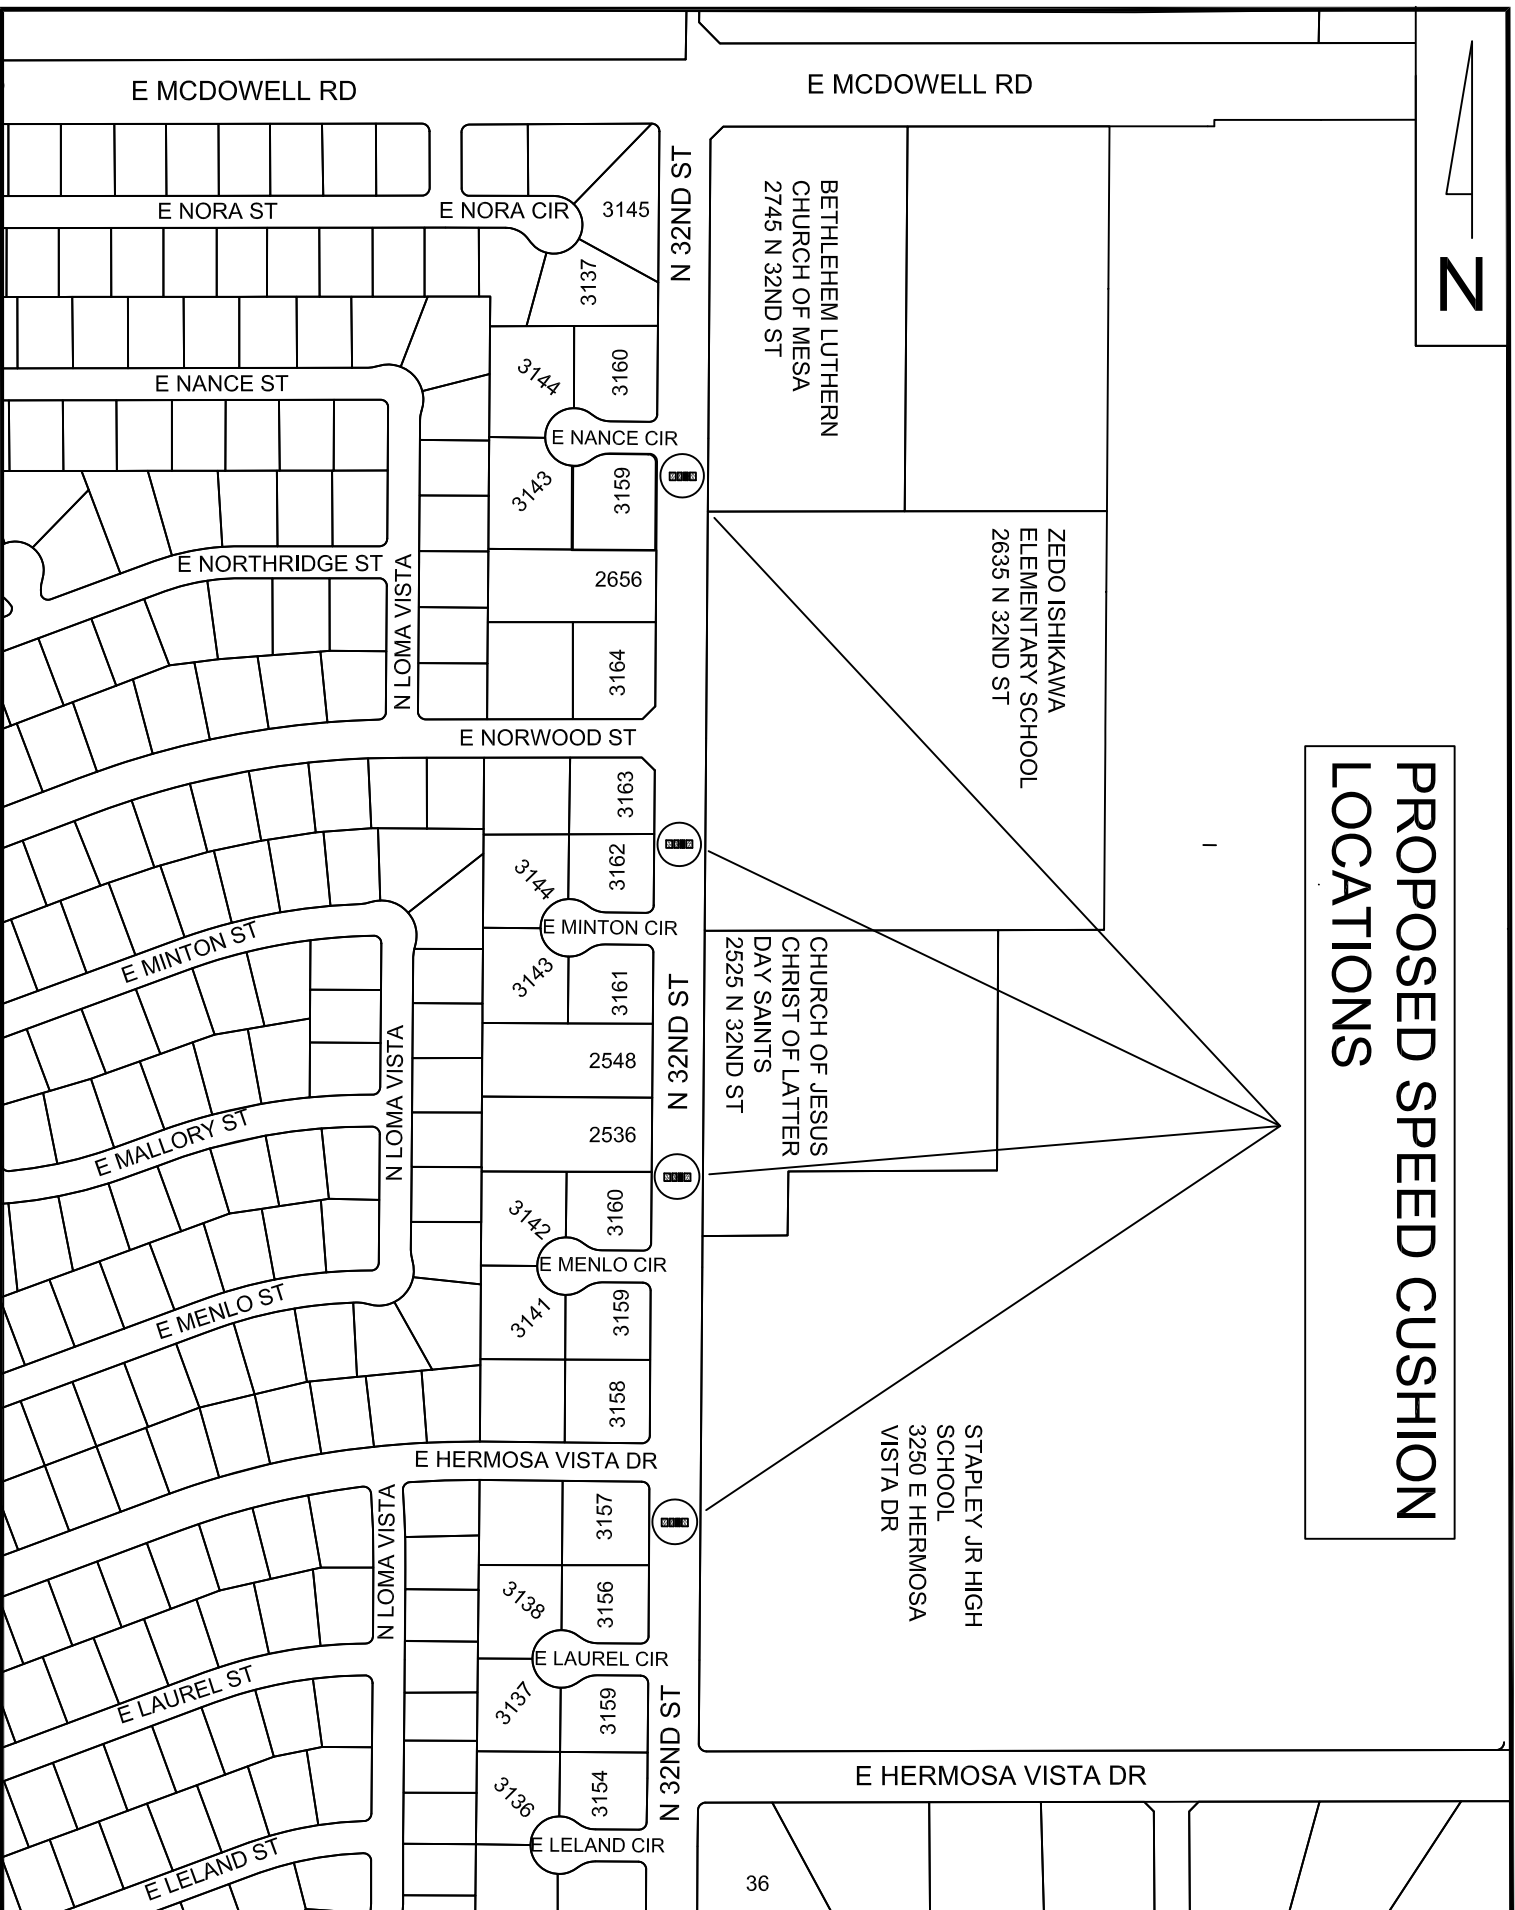 E MCDOWELL RD
E MCDOWELL RD
N
PROPOSED SPEED CUSHION
LOCATIONS
BETHLEHEM LUTHERN
CHURCH OF MESA
2745 N 32ND ST
ZEDO ISHIKAWA
ELEMENTARY SCHOOL
2635 N 32ND ST
CHURCH OF JESUS
CHRIST OF LATTER
DAY SAINTS
2525 N 32ND ST
STAPLEY JR HIGH
SCHOOL
3250 E HERMOSA
VISTA DR
N 32ND ST
E NORA ST
E NORA CIR
3145
3137
E NANCE ST
3144
3160
E NANCE CIR
3143
3159
E NORTHRIDGE ST
N LOMA VISTA
2656
3164
E NORWOOD ST
3163
3144
3162
E MINTON CIR
E MINTON ST
3143
3161
N 32ND ST
2548
N LOMA VISTA
2536
E MALLORY ST
3142
3160
E MENLO CIR
E MENLO ST
3141
3159
3158
E HERMOSA VISTA DR
N LOMA VISTA
3157
3138
3156
E LAUREL CIR
E LAUREL ST
3137
3159
N 32ND ST
E HERMOSA VISTA DR
3136
3154
E LELAND CIR
E LELAND ST
36